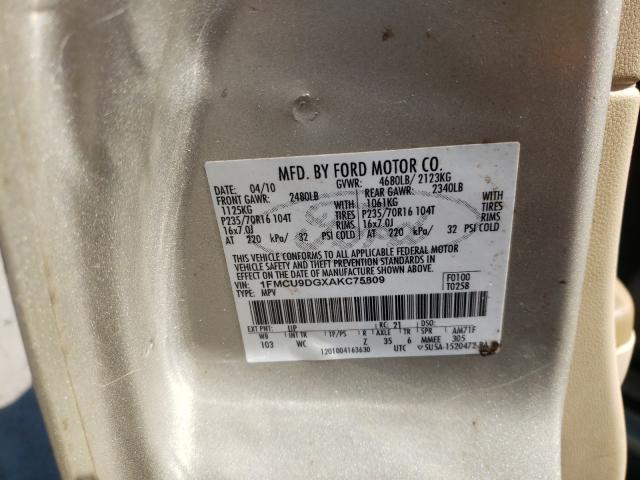 MFD. BY FORD MOTOR CO.
DATE: 04/10 GVWR: 4680LB/ 2123KG
FRONT GAWR: 2480LB REAR GAWR: 2340LB
1125KG 1061KG
P235/70R16 104T TIRES P235/70R16 104T TIRES
16x7.0J RIMS 16x7.0J RIMS
AT 220 kPa/ 32 PSI COLD AT 220 kPa/ 32 PSI COLD
THIS VEHICLE CONFORMS TO ALL APPLICABLE FEDERAL MOTOR
VEHICLE SAFETY AND THEFT PREVENTION STANDARDS IN
EFFECT ON THE DATE OF MANUFACTURE SHOWN ABOVE.
VIN: 1FMCU9DGXAKC75809 F0100
TYPE: MPV T0258
EXT PNT: UP RC: 21 DSO:
WB INT TR TP/PS R AXLE TR SPR AM71F
103 WC Z 35 6 MMEE 305
1201004163630 UTC 5U5A-1520472-
Ford